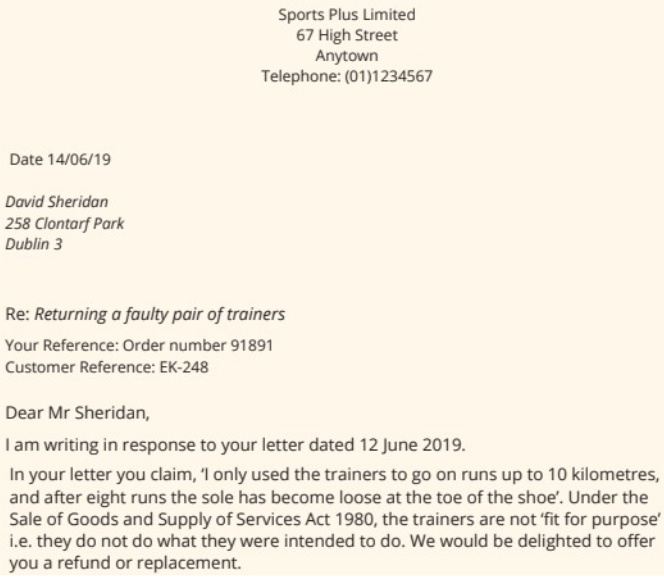 Sports Plus Limited
67 High Street
Anytown
Telephone: (01)1234567
Date 14/06/19
David Sheridan
258 Clontarf Park
Dublin 3
Re: Returning a faulty pair of trainers
Your Reference: Order number 91891
Customer Reference: EK-248
Dear Mr Sheridan,
I am writing in response to your letter dated 12 June 2019.
In your letter you claim, ‘I only used the trainers to go on runs up to 10 kilometres,
and after eight runs the sole has become loose at the toe of the shoe’. Under the
Sale of Goods and Supply of Services Act 1980, the trainers are not ‘fit for purpose’
i.e. they do not do what they were intended to do. We would be delighted to offer
you a refund or replacement.